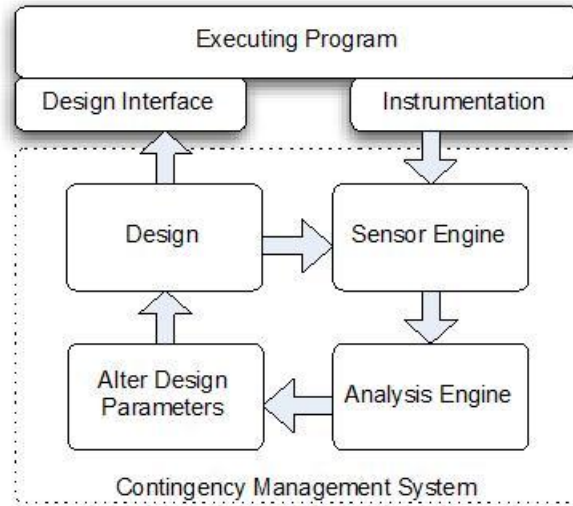 Executing Program
Design Interface
Instrumentation
Design
Sensor Engine
Alter Design
Parameters
Analysis Engine
Contingency Management System